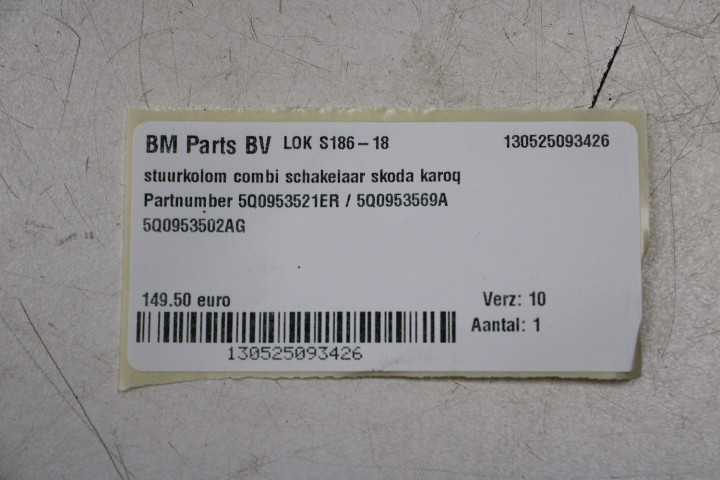 BM Parts BV LOK S186-18 130525093426
stuurkolom combi schakelaar skoda karoq
Partnumber 5Q0953521ER / 5Q0953569A
5Q0953502AG
149.50 euro Verz: 10
Aantal: 1
130525093426